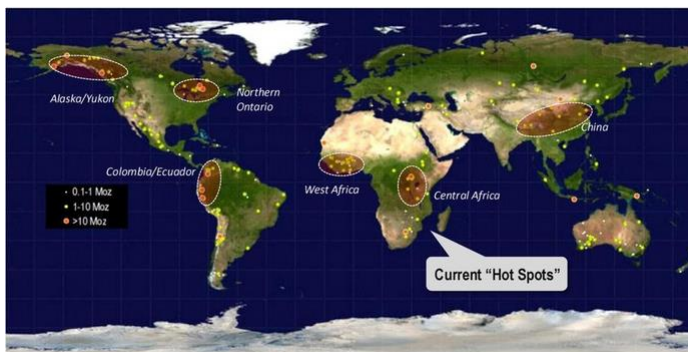 Alaska/Yukon
Northern
Ontario
China
Colombia/Ecuador
West Africa
Central Africa
0.1-1 Moz
1-10 Moz
>10 Moz
Current “Hot Spots”